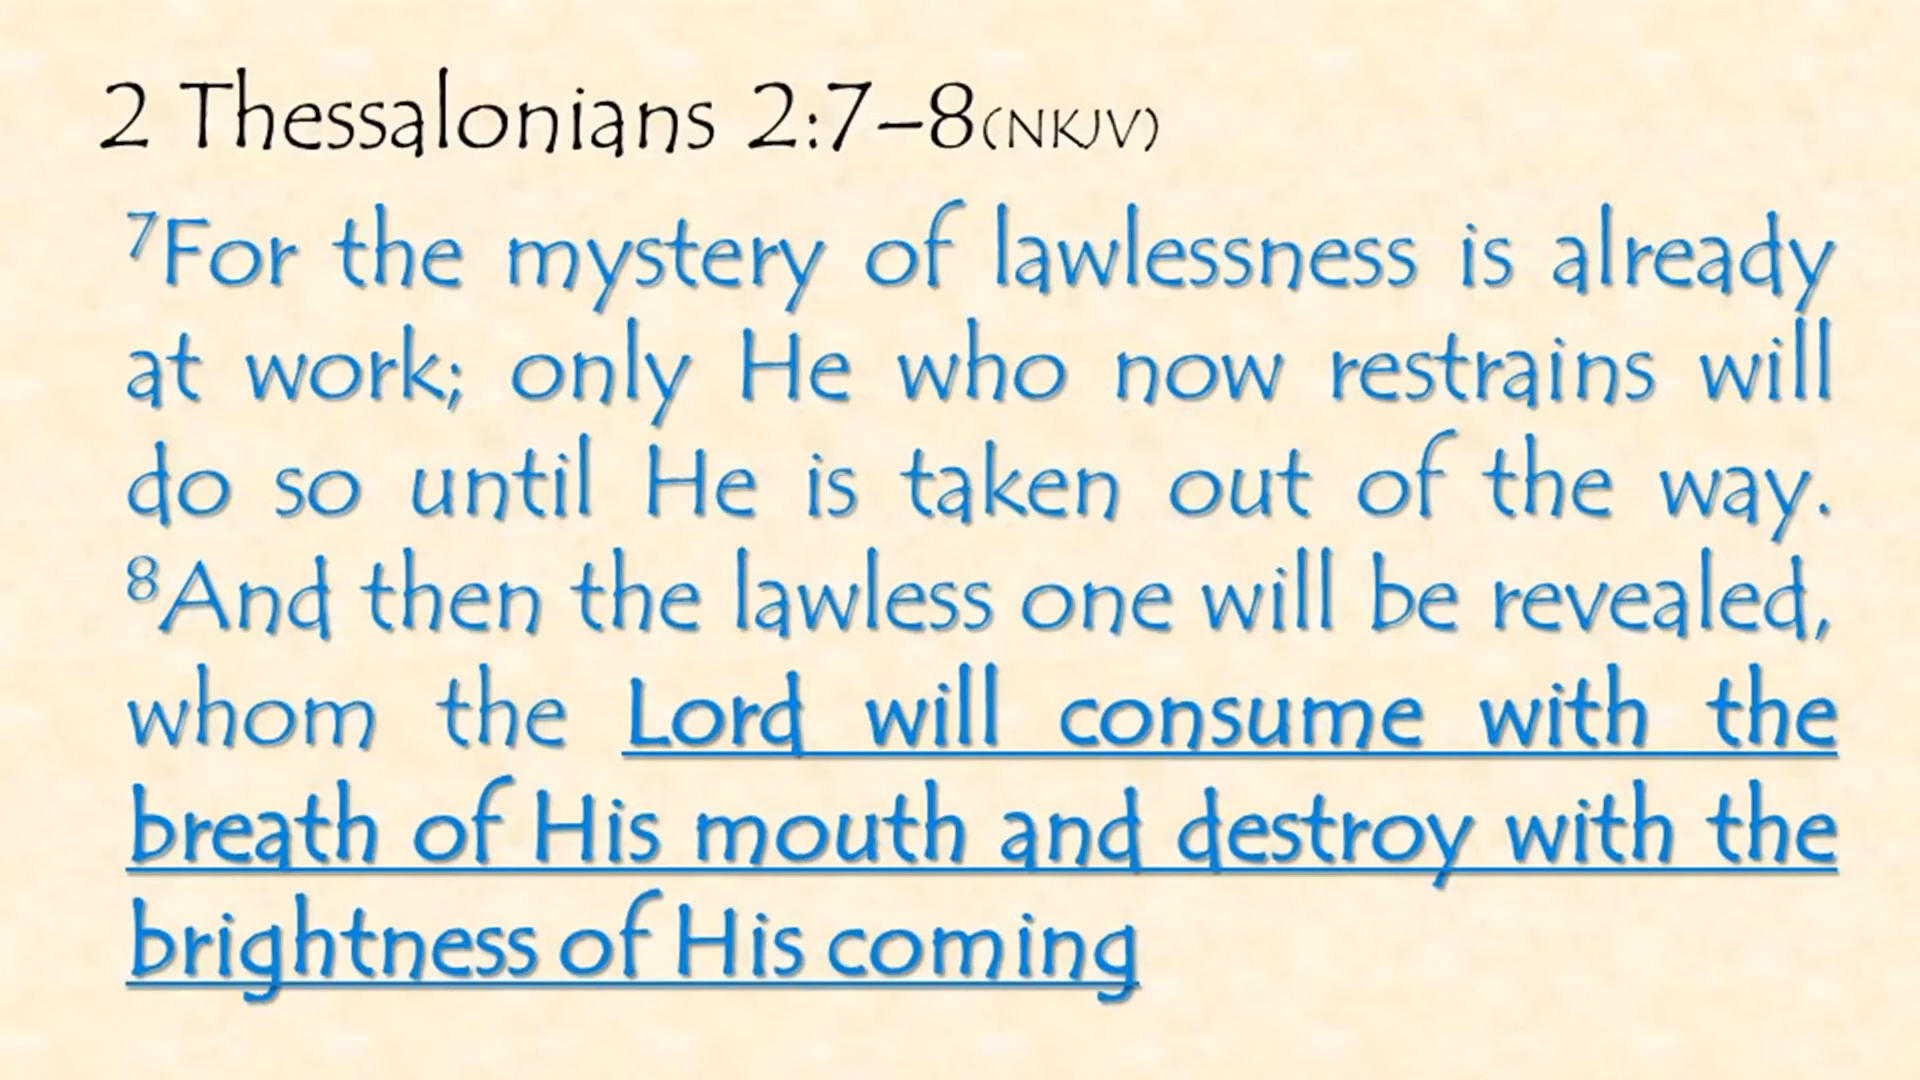 2 Thessalonians 2:7–8(NKJV)
7For the mystery of lawlessness is already
at work; only He who now restrains will
do so until He is taken out of the way.
8And then the lawless one will be revealed,
whom the Lord will consume with the
breath of His mouth and destroy with the
brightness of His coming